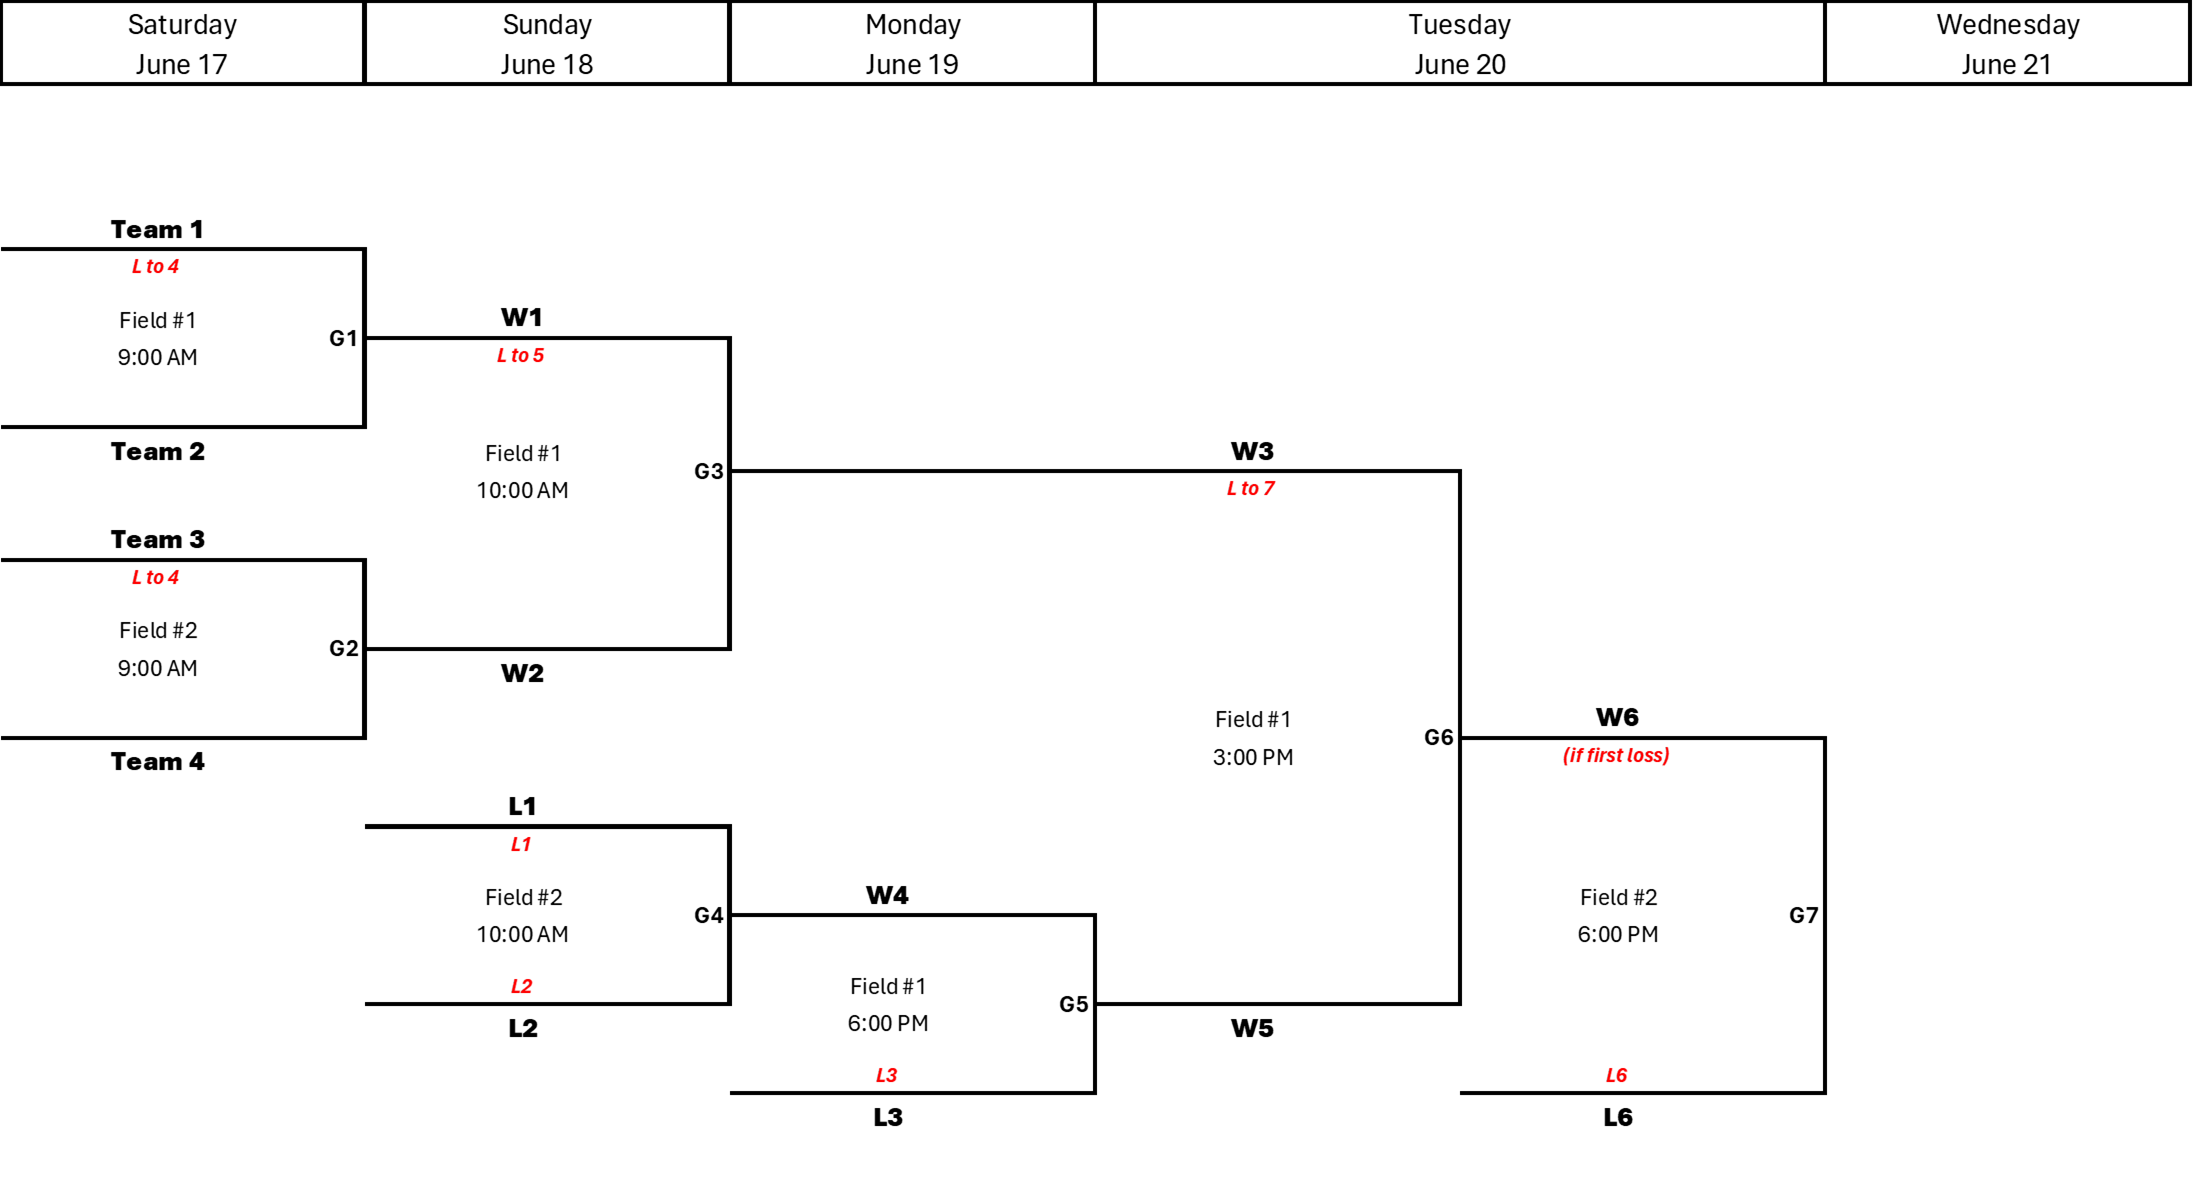 Saturday
June 17
Sunday
June 18
Monday
June 19
Tuesday
June 20
Wednesday
June 21
Team 1
L to 4
Field #1
9:00 AM
G1
Team 2
W1
L to 5
Field #1
10:00 AM
G3
W2
Team 3
L to 4
Field #2
9:00 AM
G2
Team 4
W3
L to 7
Field #1
3:00 PM
G6
W5
L1
L1
Field #2
10:00 AM
G4
L2
L2
W4
Field #1
6:00 PM
G5
L3
L3
W6
(if first loss)
Field #2
6:00 PM
G7
L6
L6